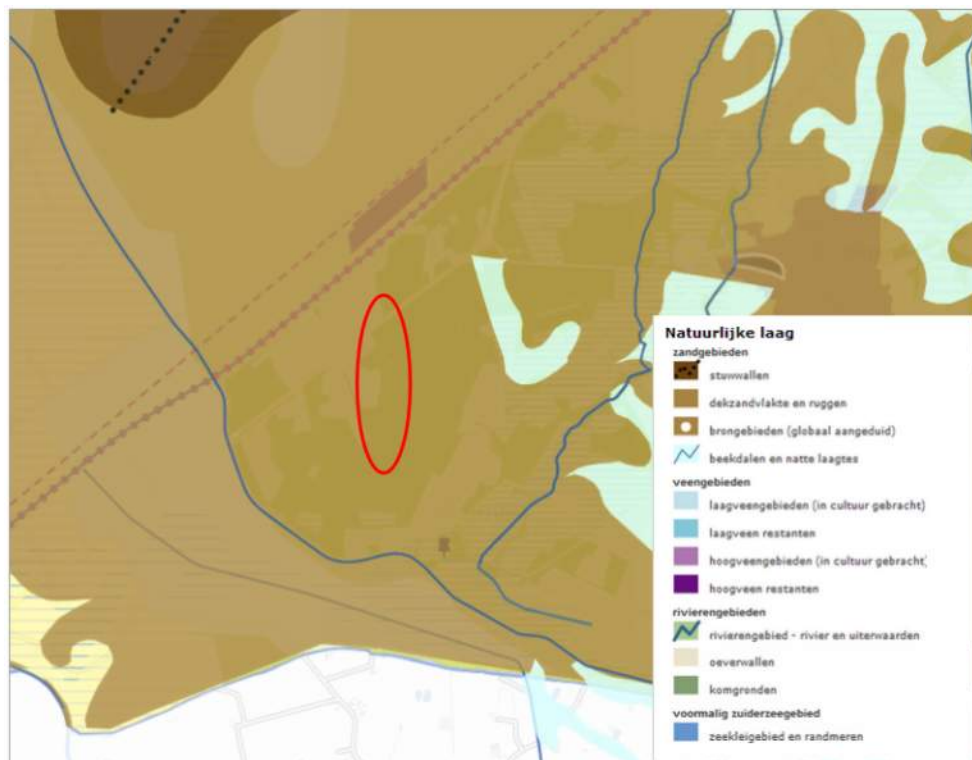 Natuurlijke laag
zandgebieden
stuwwallen
dekzandvlakte en ruggen
brongebieden (globaal aangeduid)
beekdalen en natte laagtes
veengebieden
laagveengebieden (in cultuur gebracht)
laagveen restanten
hoogveengebieden (in cultuur gebracht)
hoogveen restanten
rivierengebieden
rivierengebied - rivier en uiterwaarden
oeverwallen
komgronden
voormalig zuiderzeegebied
zeekleigebied en randmeren